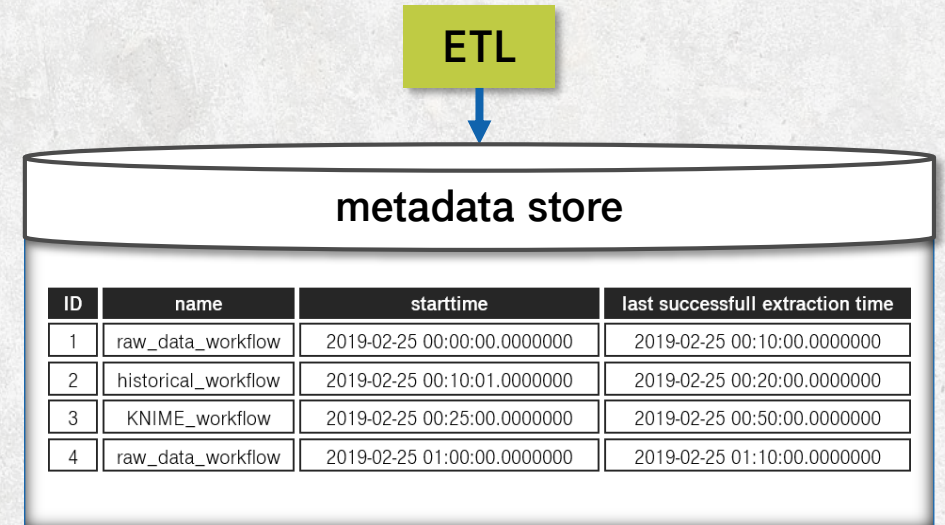 ETL
metadata store
ID name starttime last successfull extraction time
1 raw_data_workflow 2019-02-25 00:00:00.0000000 2019-02-25 00:10:00.0000000
2 historical_workflow 2019-02-25 00:10:01.0000000 2019-02-25 00:20:00.0000000
3 KNIME_workflow 2019-02-25 00:25:00.0000000 2019-02-25 00:50:00.0000000
4 raw_data_workflow 2019-02-25 01:00:00.0000000 2019-02-25 01:10:00.0000000